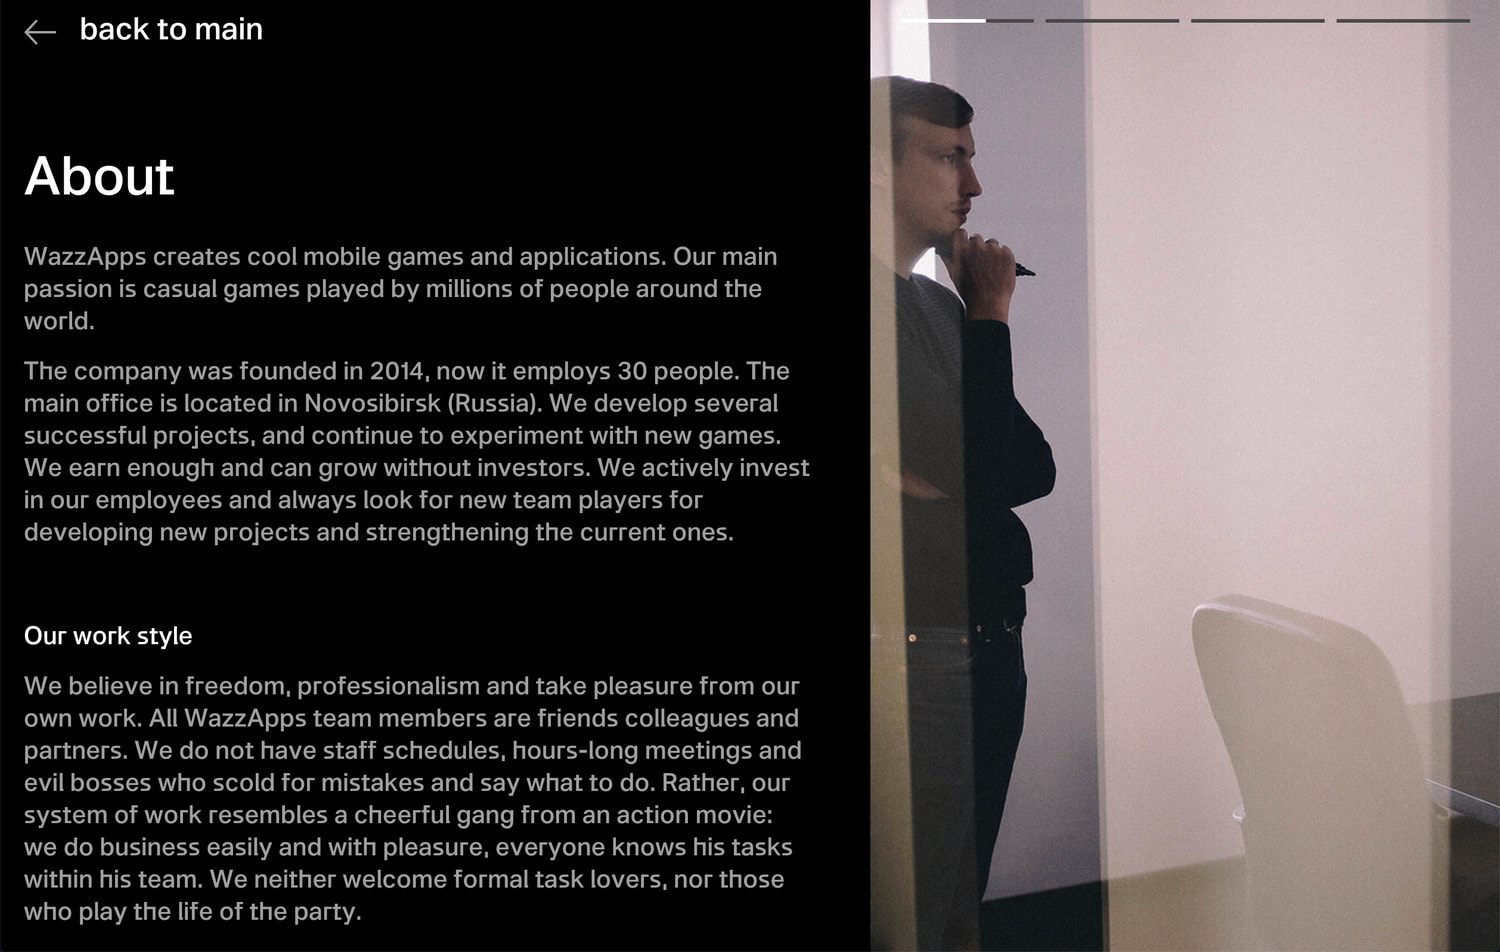 back to main
About
WazzApps creates cool mobile games and applications. Our main
passion is casual games played by millions of people around the
world.
The company was founded in 2014, now it employs 30 people. The
main office is located in Novosibirsk (Russia). We develop several
successful projects, and continue to experiment with new games.
We earn enough and can grow without investors. We actively invest
in our employees and always look for new team players for
developing new projects and strengthening the current ones.
Our work style
We believe in freedom, professionalism and take pleasure from our
own work. All WazzApps team members are friends colleagues and
partners. We do not have staff schedules, hours-long meetings and
evil bosses who scold for mistakes and say what to do. Rather, our
system of work resembles a cheerful gang from an action movie:
we do business easily and with pleasure, everyone knows his tasks
within his team. We neither welcome formal task lovers, nor those
who play the life of the party.